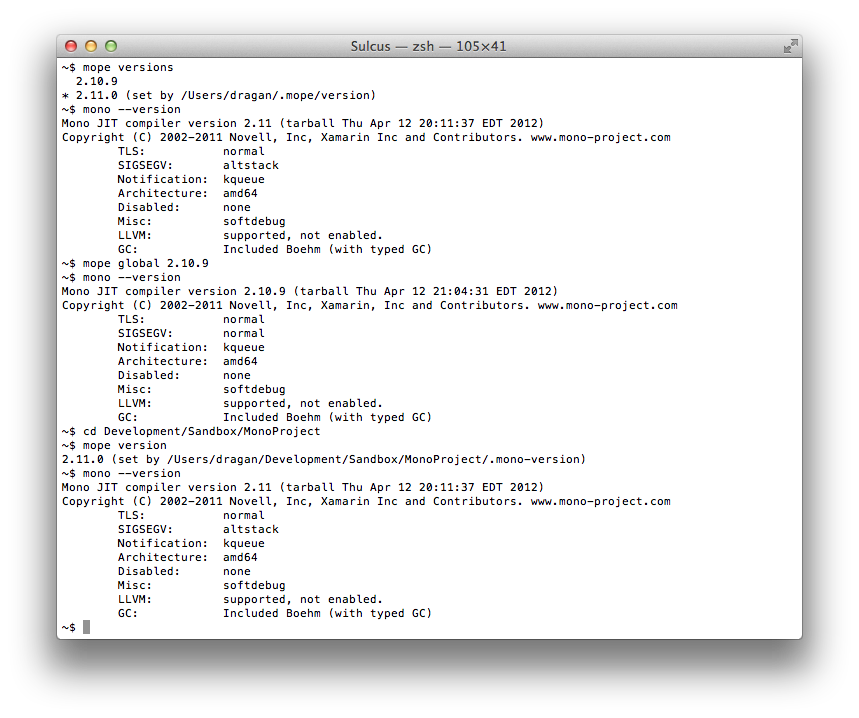 Sulcus — zsh — 105×41
~$ mope versions
  2.10.9
* 2.11.0 (set by /Users/dragan/.mope/version)
~$ mono --version
Mono JIT compiler version 2.11 (tarball Thu Apr 12 20:11:37 EDT 2012)
Copyright (C) 2002-2011 Novell, Inc, Xamarin Inc and Contributors. www.mono-project.com
        TLS:           normal
        SIGSEGV:       altstack
        Notification:  kqueue
        Architecture:  amd64
        Disabled:      none
        Misc:          softdebug
        LLVM:          supported, not enabled.
        GC:            Included Boehm (with typed GC)
~$ mope global 2.10.9
~$ mono --version
Mono JIT compiler version 2.10.9 (tarball Thu Apr 12 21:04:31 EDT 2012)
Copyright (C) 2002-2011 Novell, Inc, Xamarin, Inc and Contributors. www.mono-project.com
        TLS:           normal
        SIGSEGV:       normal
        Notification:  kqueue
        Architecture:  amd64
        Disabled:      none
        Misc:          softdebug
        LLVM:          supported, not enabled.
        GC:            Included Boehm (with typed GC)
~$ cd Development/Sandbox/MonoProject
~$ mope version
2.11.0 (set by /Users/dragan/Development/Sandbox/MonoProject/.mono-version)
~$ mono --version
Mono JIT compiler version 2.11 (tarball Thu Apr 12 20:11:37 EDT 2012)
Copyright (C) 2002-2011 Novell, Inc, Xamarin Inc and Contributors. www.mono-project.com
        TLS:           normal
        SIGSEGV:       altstack
        Notification:  kqueue
        Architecture:  amd64
        Disabled:      none
        Misc:          softdebug
        LLVM:          supported, not enabled.
        GC:            Included Boehm (with typed GC)
~$